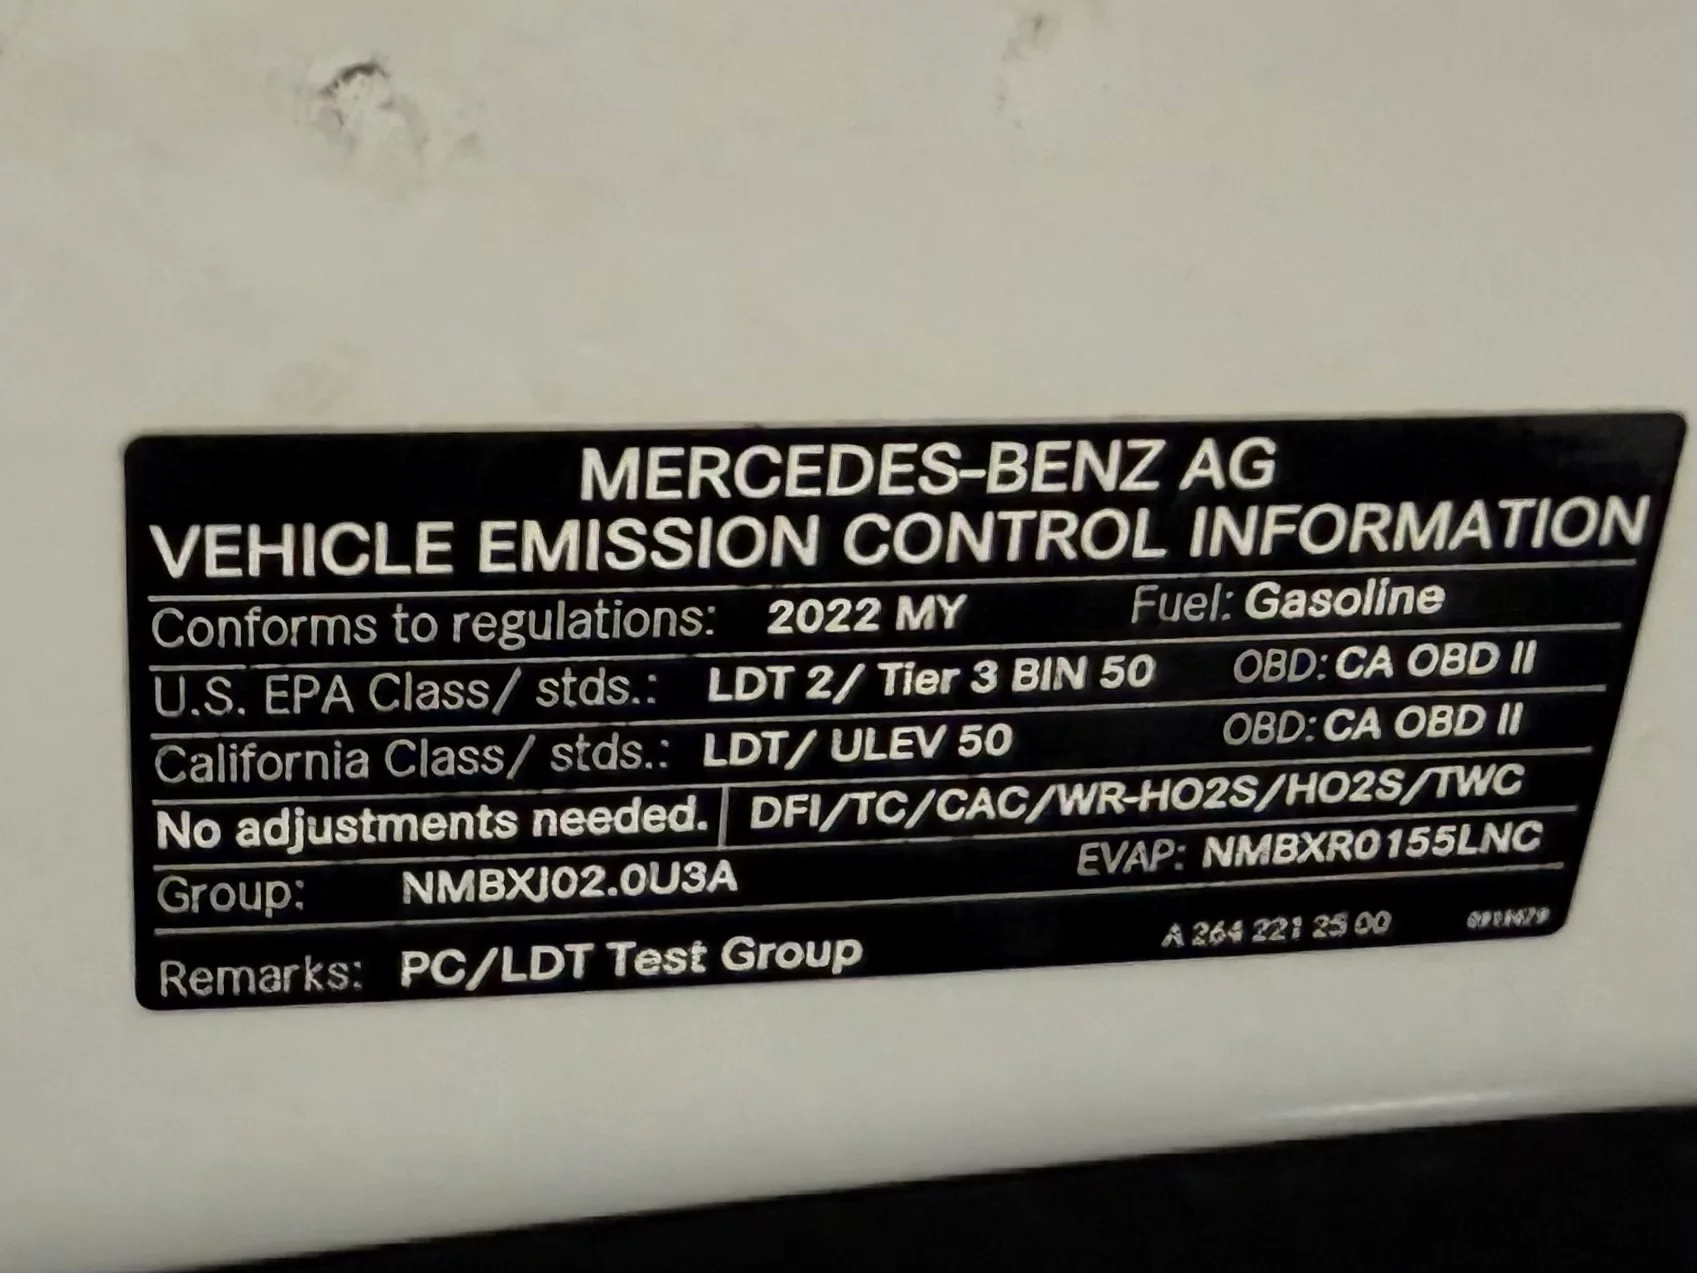 MERCEDES-BENZ AG
VEHICLE EMISSION CONTROL INFORMATION
Conforms to regulations: 2022 MY Fuel: Gasoline
U.S. EPA Class/ stds.: LDT 2/ Tier 3 BIN 50 OBD: CA OBD II
California Class/ stds.: LDT/ ULEV 50 OBD: CA OBD II
No adjustments needed. DFI/TC/CAC/WR-HO2S/HO2S/TWC
Group: NMBXJ02.0U3A EVAP: NMBXR0155LNC
Remarks: PC/LDT Test Group A 264 221 25 00